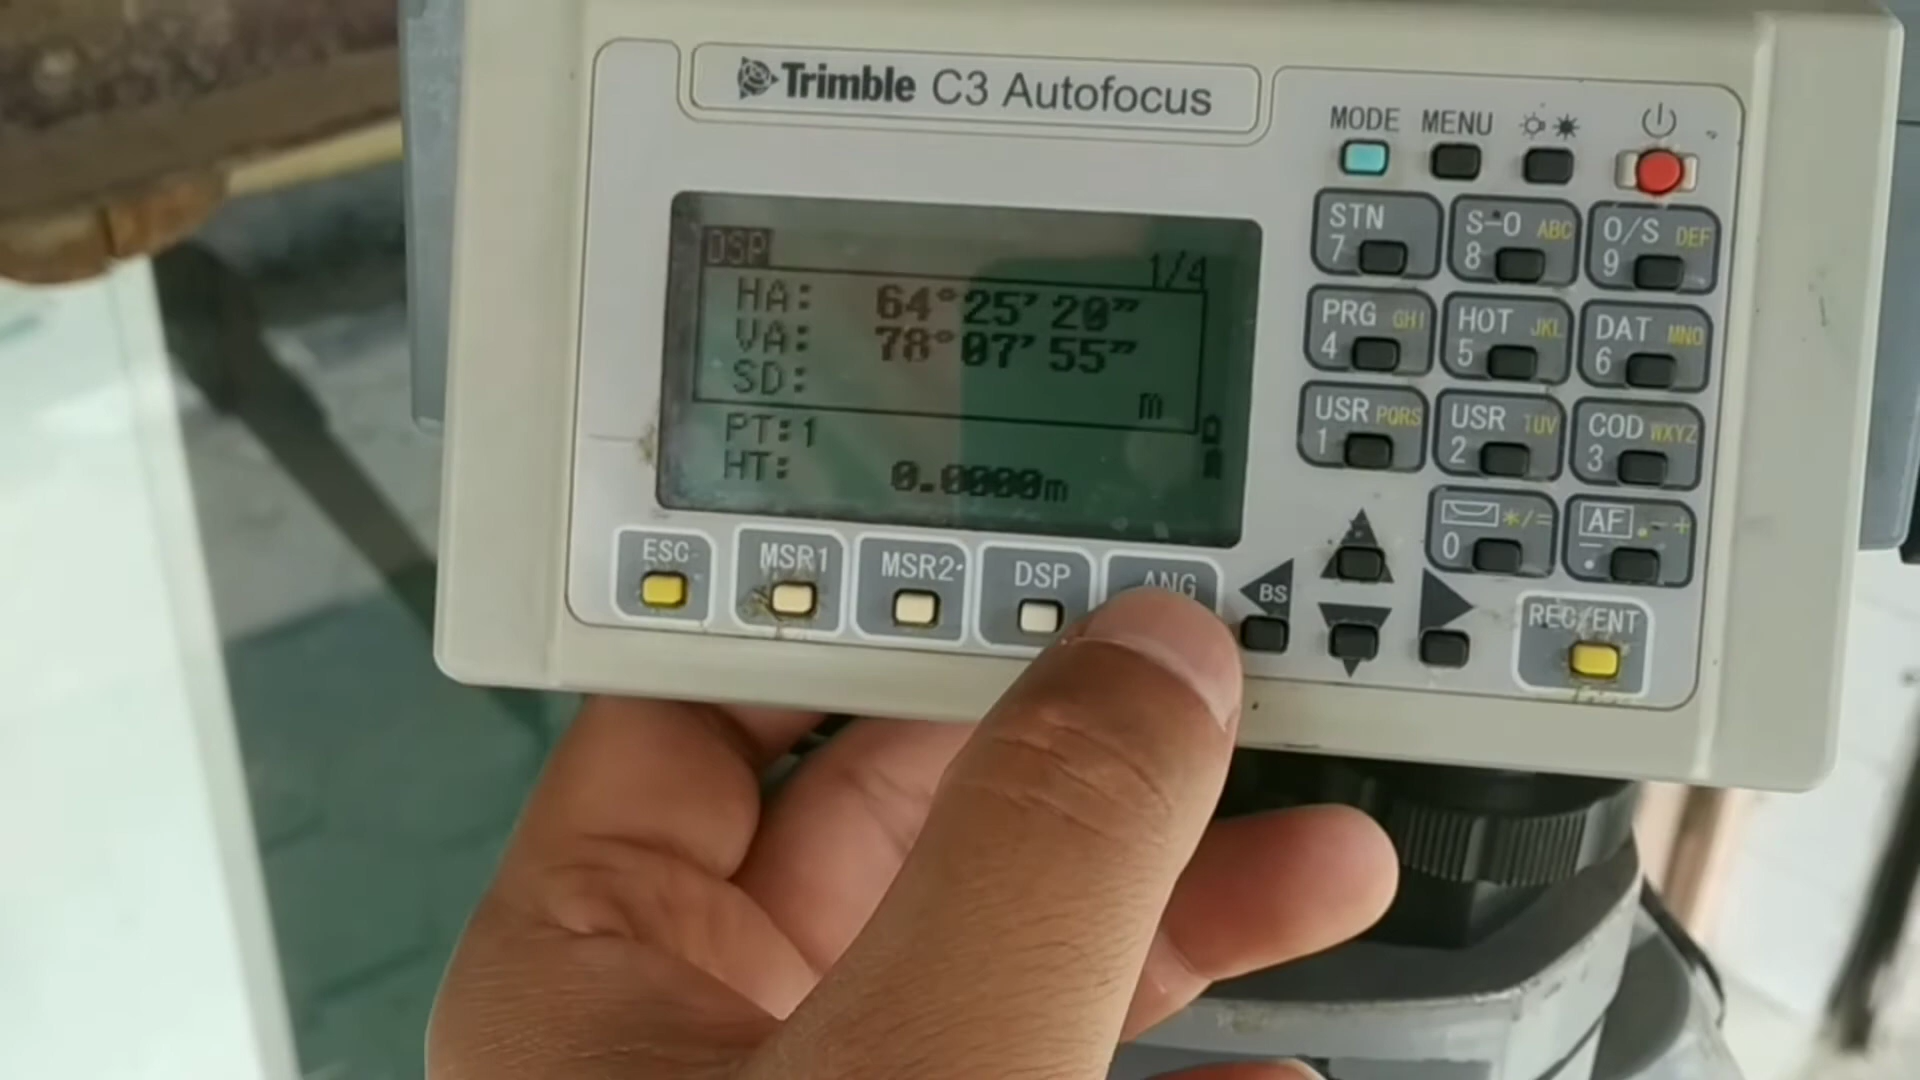 Trimble C3 Autofocus
MODE MENU
DSP 1/4
HA: 64°25'20"
VA: 78°07'55"
SD: m
PT:1
HT: 0.0000m
STN
7
S-O ABC
8
O/S DEF
9
PRG GHI
4
HOT JKL
5
DAT MNO
6
USR PQRS
1
USR TUV
2
COD WXYZ
3
*/=
0
AF .-+
ESC
MSR1
MSR2
DSP
ANG
BS
REC/ENT